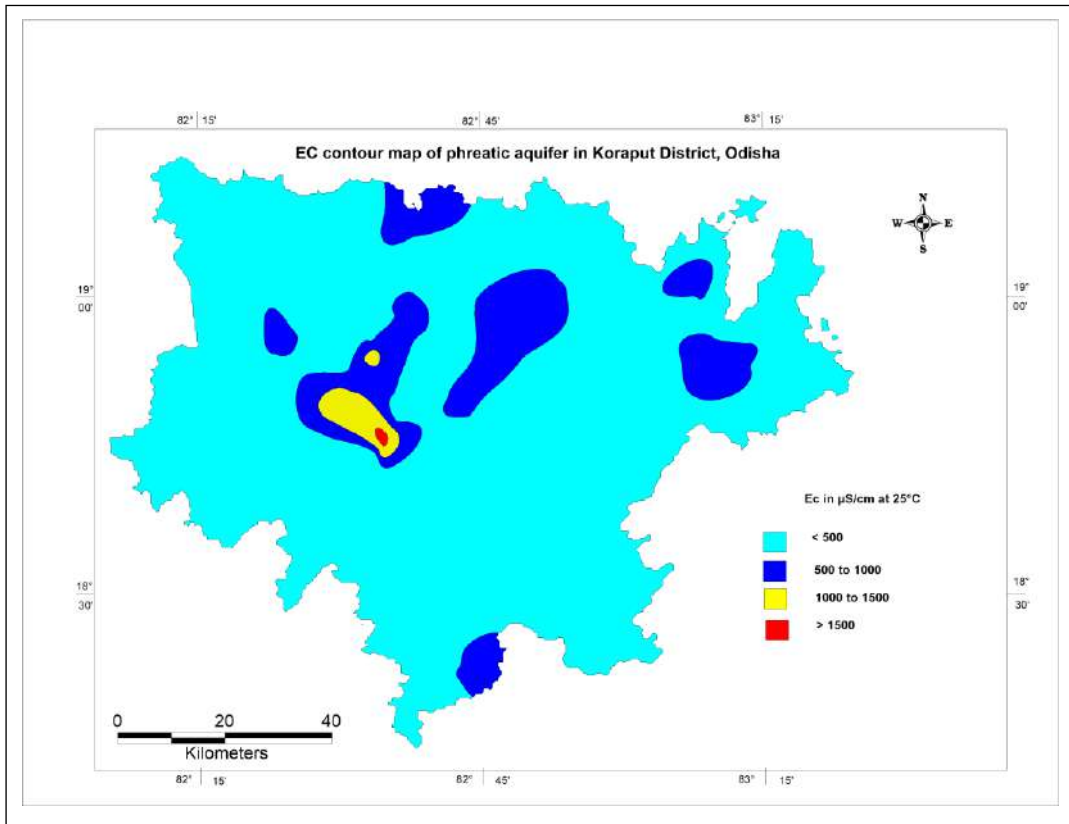 82° 15'
82° 45'
83° 15'
EC contour map of phreatic aquifer in Koraput District, Odisha
N
W E
S
19°
00'
19°
00'
Ec in µS/cm at 25°C
< 500
500 to 1000
1000 to 1500
> 1500
18°
30'
18°
30'
0 20 40
Kilometers
82° 15'
82° 45'
83° 15'